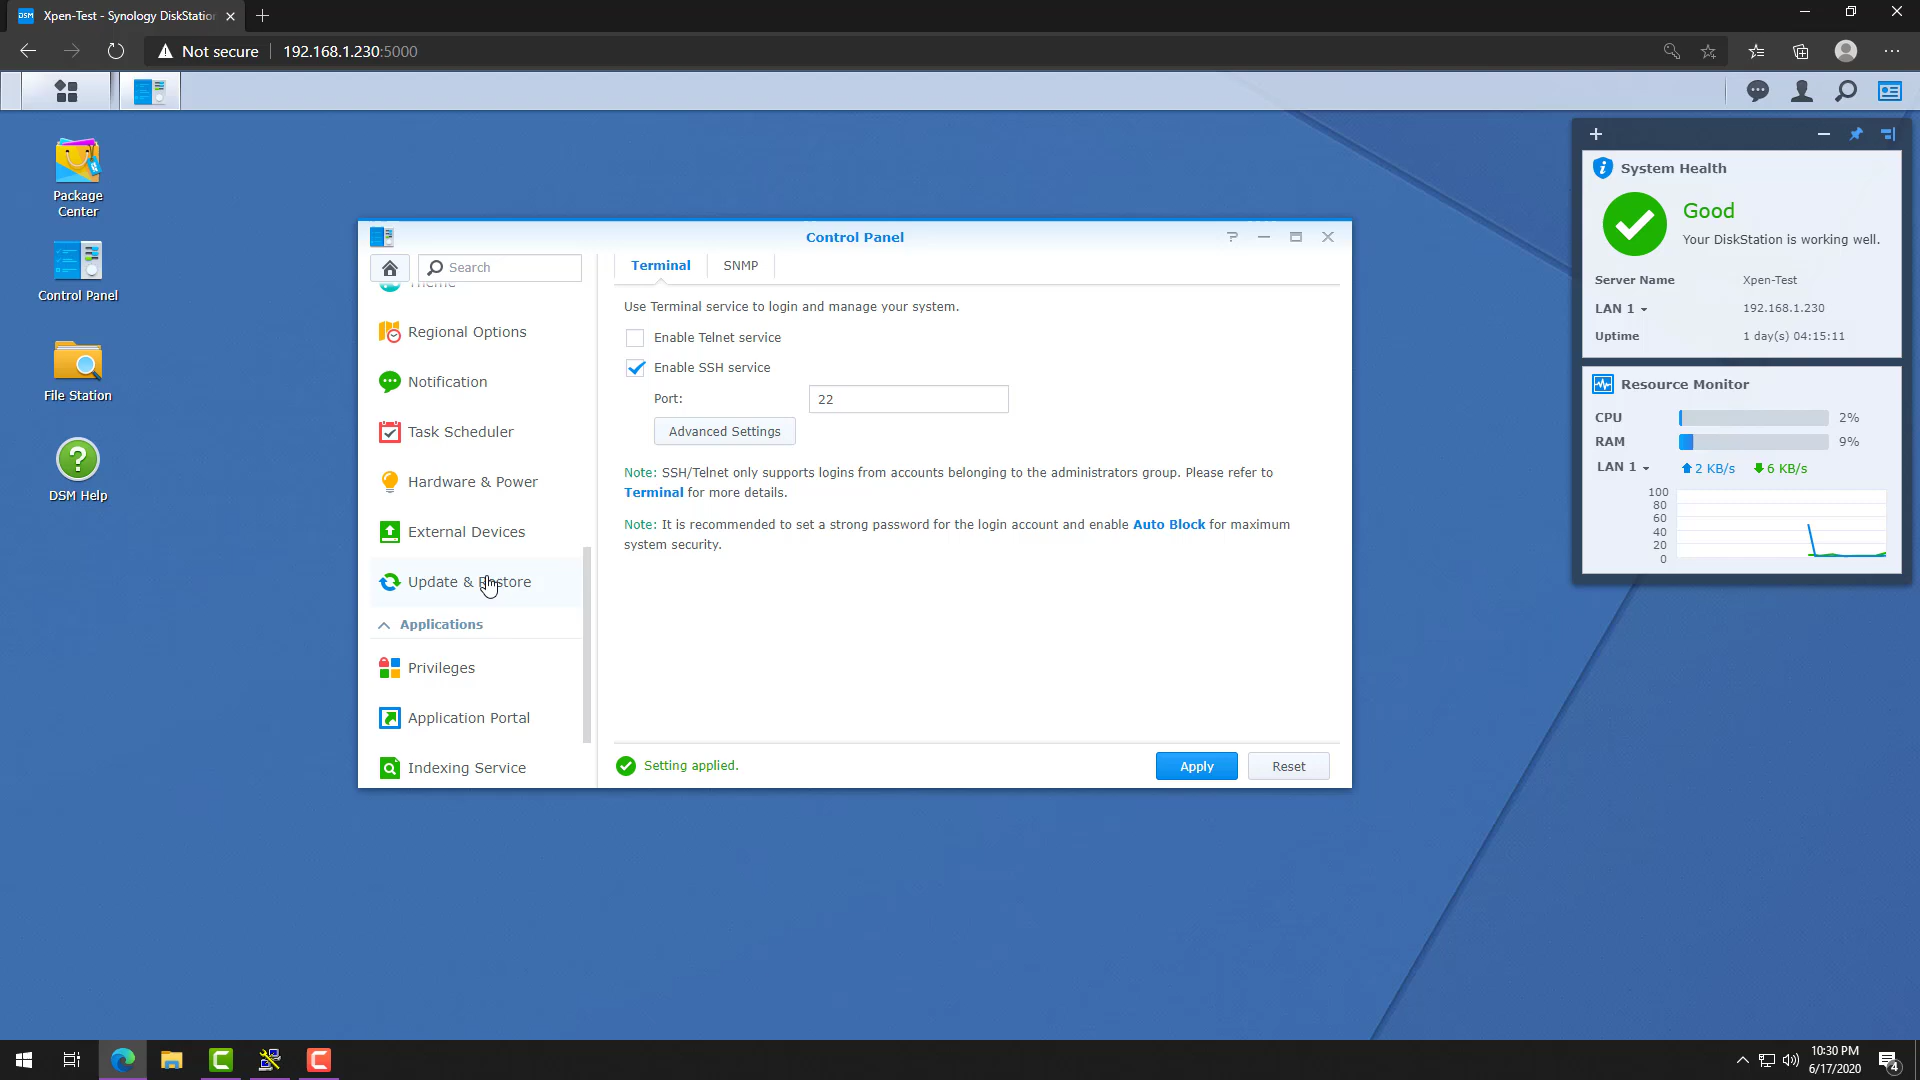 Xpen-Test - Synology DiskStatio
Not secure
192.168.1.230:5000
Package
Center
Control Panel
File Station
DSM Help
Control Panel
Search
Theme
Regional Options
Notification
Task Scheduler
Hardware & Power
External Devices
Update & Restore
Applications
Privileges
Application Portal
Indexing Service
Terminal
SNMP
Use Terminal service to login and manage your system.
Enable Telnet service
Enable SSH service
Port:
22
Advanced Settings
Note: SSH/Telnet only supports logins from accounts belonging to the administrators group. Please refer to
Terminal for more details.
Note: It is recommended to set a strong password for the login account and enable Auto Block for maximum
system security.
Setting applied.
Apply
Reset
System Health
Good
Your DiskStation is working well.
Server Name Xpen-Test
LAN 1 192.168.1.230
Uptime 1 day(s) 04:15:11
Resource Monitor
CPU 2%
RAM 9%
LAN 1 2 KB/s 6 KB/s
100
80
60
40
20
0
10:30 PM
6/17/2020
4